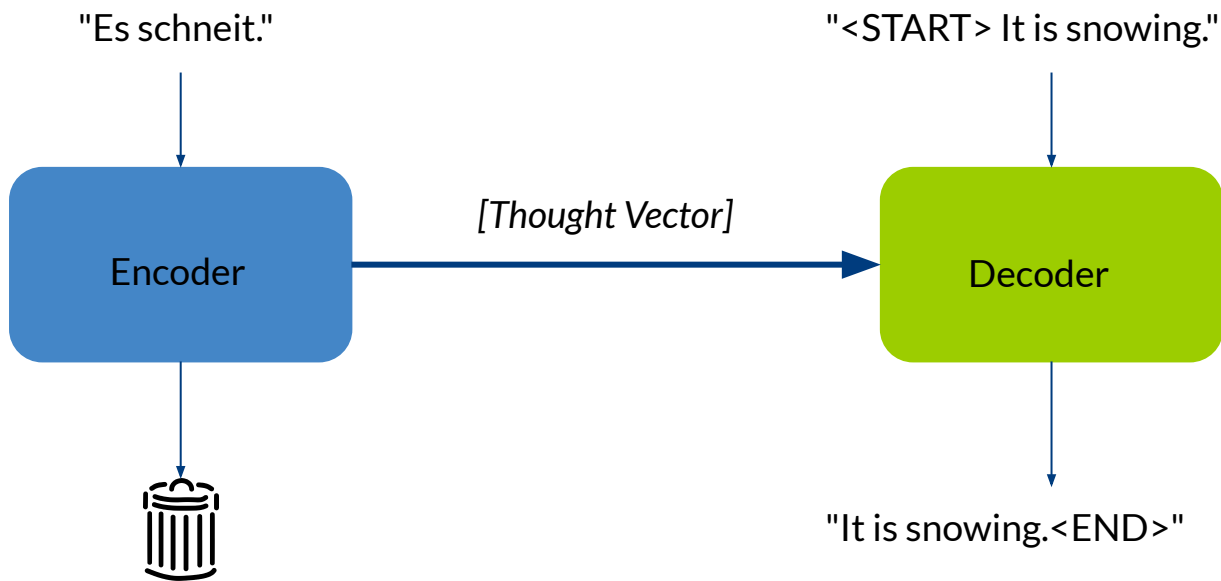 "Es schneit."
"<START> It is snowing."
[Thought Vector]
Encoder
Decoder
"It is snowing.<END>"